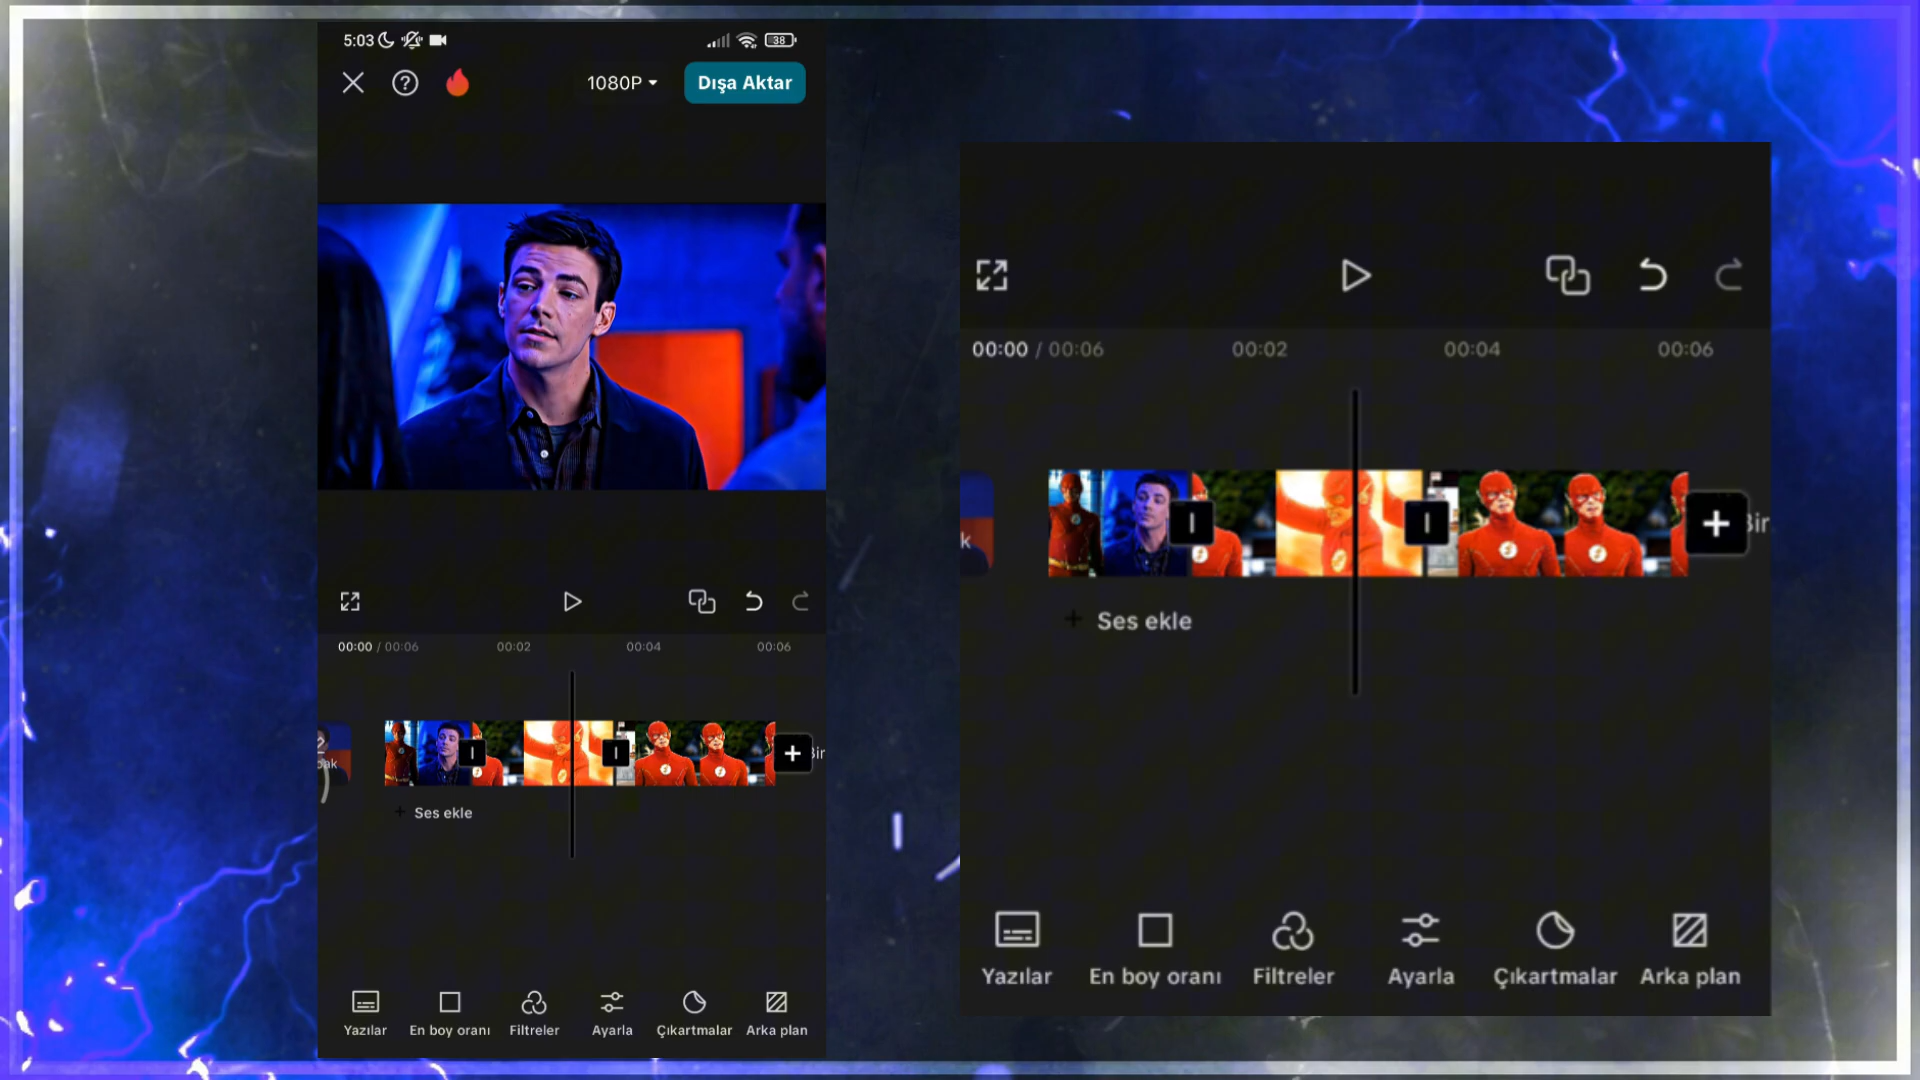 5:03
38
1080P
Dışa Aktar
00:00 / 00:06
00:02
00:04
00:06
Ses ekle
Yazılar
En boy oranı
Filtreler
Ayarla
Çıkartmalar
Arka plan
00:00 / 00:06
00:02
00:04
00:06
Bir
Ses ekle
Yazılar
En boy oranı
Filtreler
Ayarla
Çıkartmalar
Arka plan